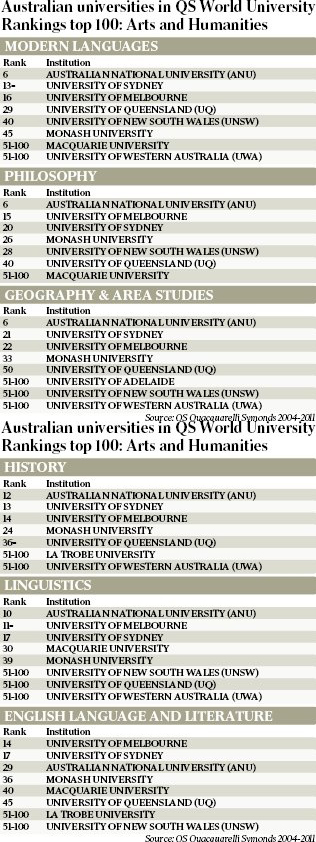 Australian universities in QS World University
Rankings top 100: Arts and Humanities
MODERN LANGUAGES
Rank Institution
6 AUSTRALIAN NATIONAL UNIVERSITY (ANU)
13= UNIVERSITY OF SYDNEY
16 UNIVERSITY OF MELBOURNE
29 UNIVERSITY OF QUEENSLAND (UQ)
40 UNIVERSITY OF NEW SOUTH WALES (UNSW)
45 MONASH UNIVERSITY
51-100 MACQUARIE UNIVERSITY
51-100 UNIVERSITY OF WESTERN AUSTRALIA (UWA)
PHILOSOPHY
Rank Institution
6 AUSTRALIAN NATIONAL UNIVERSITY (ANU)
15 UNIVERSITY OF MELBOURNE
20 UNIVERSITY OF SYDNEY
26 MONASH UNIVERSITY
28 UNIVERSITY OF NEW SOUTH WALES (UNSW)
40 UNIVERSITY OF QUEENSLAND (UQ)
51-100 MACQUARIE UNIVERSITY
GEOGRAPHY & AREA STUDIES
Rank Institution
6 AUSTRALIAN NATIONAL UNIVERSITY (ANU)
21 UNIVERSITY OF SYDNEY
22 UNIVERSITY OF MELBOURNE
33 MONASH UNIVERSITY
50 UNIVERSITY OF QUEENSLAND (UQ)
51-100 UNIVERSITY OF ADELAIDE
51-100 UNIVERSITY OF NEW SOUTH WALES (UNSW)
51-100 UNIVERSITY OF WESTERN AUSTRALIA (UWA)
Source: QS Quacquarelli Symonds 2004-2011
Australian universities in QS World University
Rankings top 100: Arts and Humanities
HISTORY
Rank Institution
12 AUSTRALIAN NATIONAL UNIVERSITY (ANU)
13 UNIVERSITY OF SYDNEY
14 UNIVERSITY OF MELBOURNE
24 MONASH UNIVERSITY
36= UNIVERSITY OF QUEENSLAND (UQ)
51-100 LA TROBE UNIVERSITY
51-100 UNIVERSITY OF WESTERN AUSTRALIA (UWA)
LINGUISTICS
Rank Institution
10 AUSTRALIAN NATIONAL UNIVERSITY (ANU)
11= UNIVERSITY OF MELBOURNE
17 UNIVERSITY OF SYDNEY
30 MACQUARIE UNIVERSITY
39 MONASH UNIVERSITY
51-100 UNIVERSITY OF NEW SOUTH WALES (UNSW)
51-100 UNIVERSITY OF QUEENSLAND (UQ)
51-100 UNIVERSITY OF WESTERN AUSTRALIA (UWA)
ENGLISH LANGUAGE AND LITERATURE
Rank Institution
14 UNIVERSITY OF MELBOURNE
17 UNIVERSITY OF SYDNEY
29 AUSTRALIAN NATIONAL UNIVERSITY (ANU)
36 MONASH UNIVERSITY
40 MACQUARIE UNIVERSITY
45 UNIVERSITY OF QUEENSLAND (UQ)
51-100 LA TROBE UNIVERSITY
51-100 UNIVERSITY OF NEW SOUTH WALES (UNSW)
Source: QS Quacquarelli Symonds 2004-2011